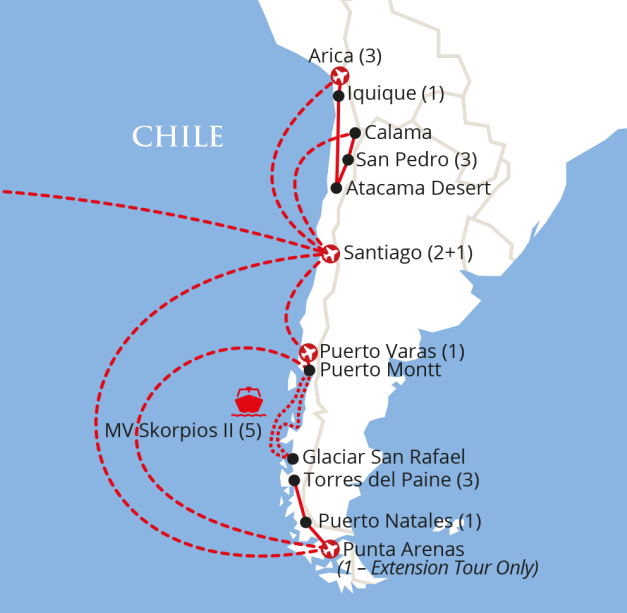 Arica (3)
Iquique (1)
CHILE
Calama
San Pedro (3)
Atacama Desert
Santiago (2+1)
Puerto Varas (1)
Puerto Montt
MV Skorpios II (5)
Glaciar San Rafael
Torres del Paine (3)
Puerto Natales (1)
Punta Arenas
(1 – Extension Tour Only)